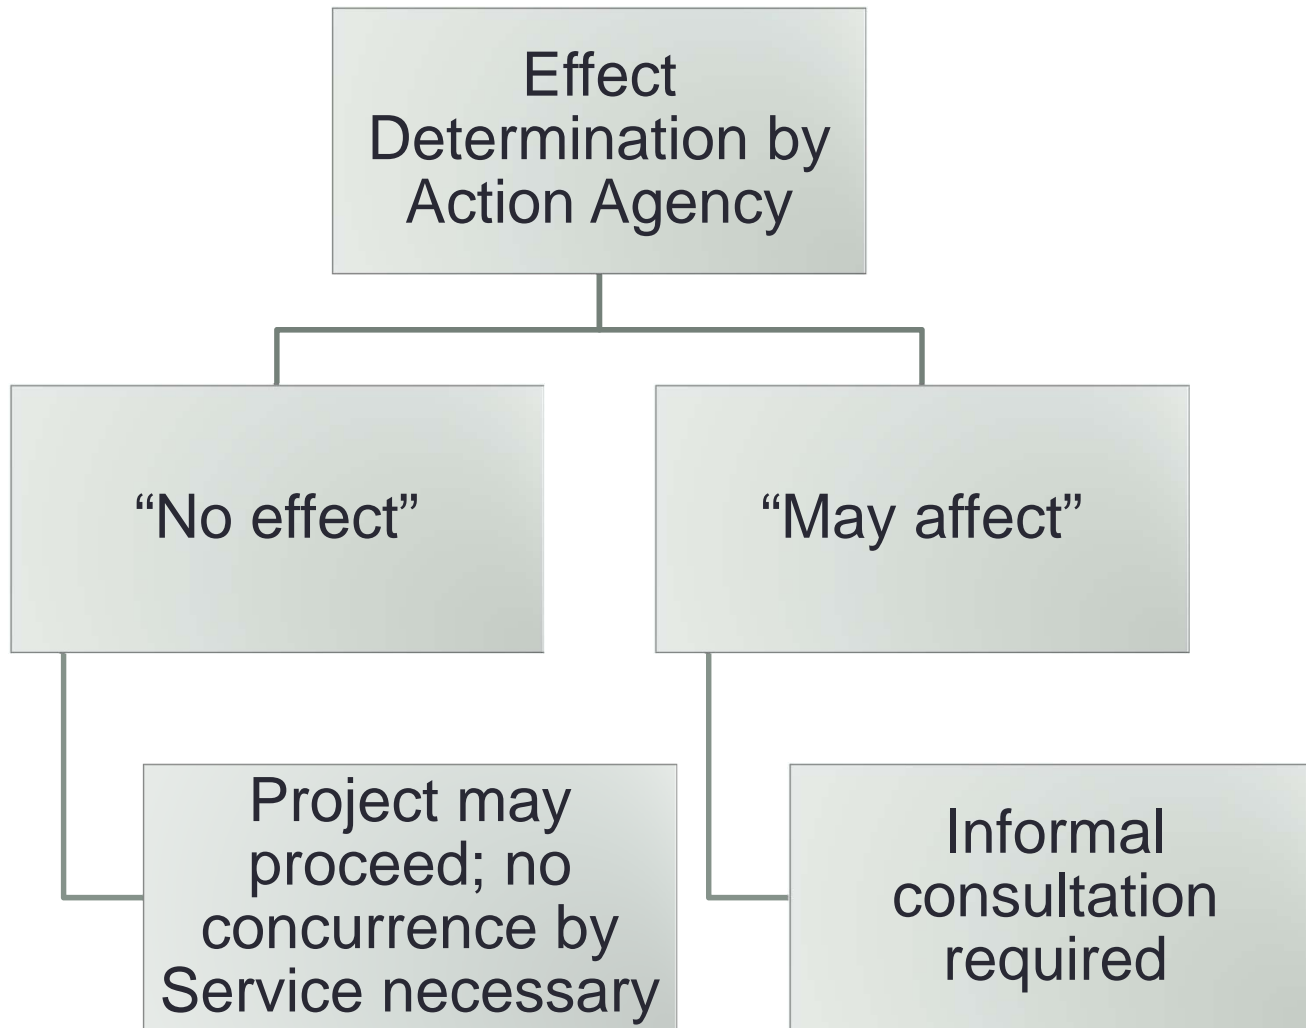 Effect
Determination by
Action Agency
“No effect”
“May affect”
Project may
proceed; no
concurrence by
Service necessary
Informal
consultation
required